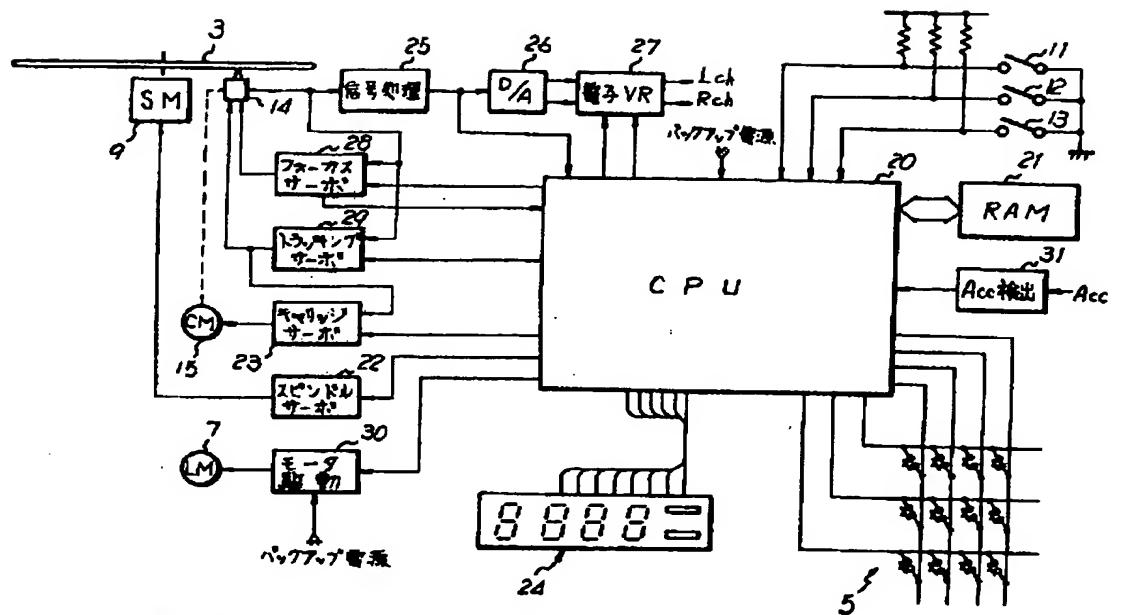 3
SM
9
14
25
信号処理
26
D/A
27
電子VR
Lch
Rch
バックアップ電源
11
12
13
28
フォーカス
サーボ
29
トラッキング
サーボ
20
CPU
21
RAM
31
Acc検出
Acc
CM
15
キャリッジ
サーボ
23
22
スピンドル
サーボ
7
LM
30
モータ
駆動
バックアップ電源
8 8 8 8
24
5